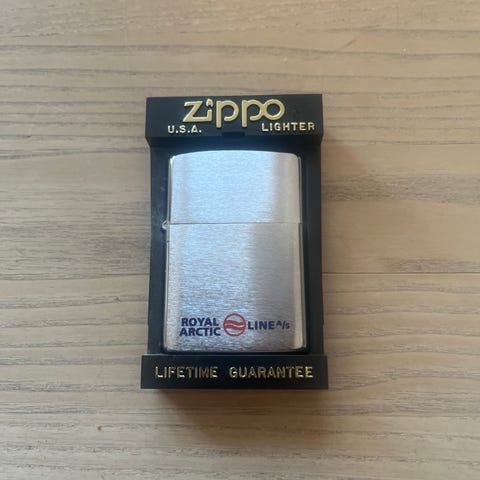 zippo
U.S.A. LIGHTER
ROYAL ARCTIC LINE A/S
LIFETIME GUARANTEE